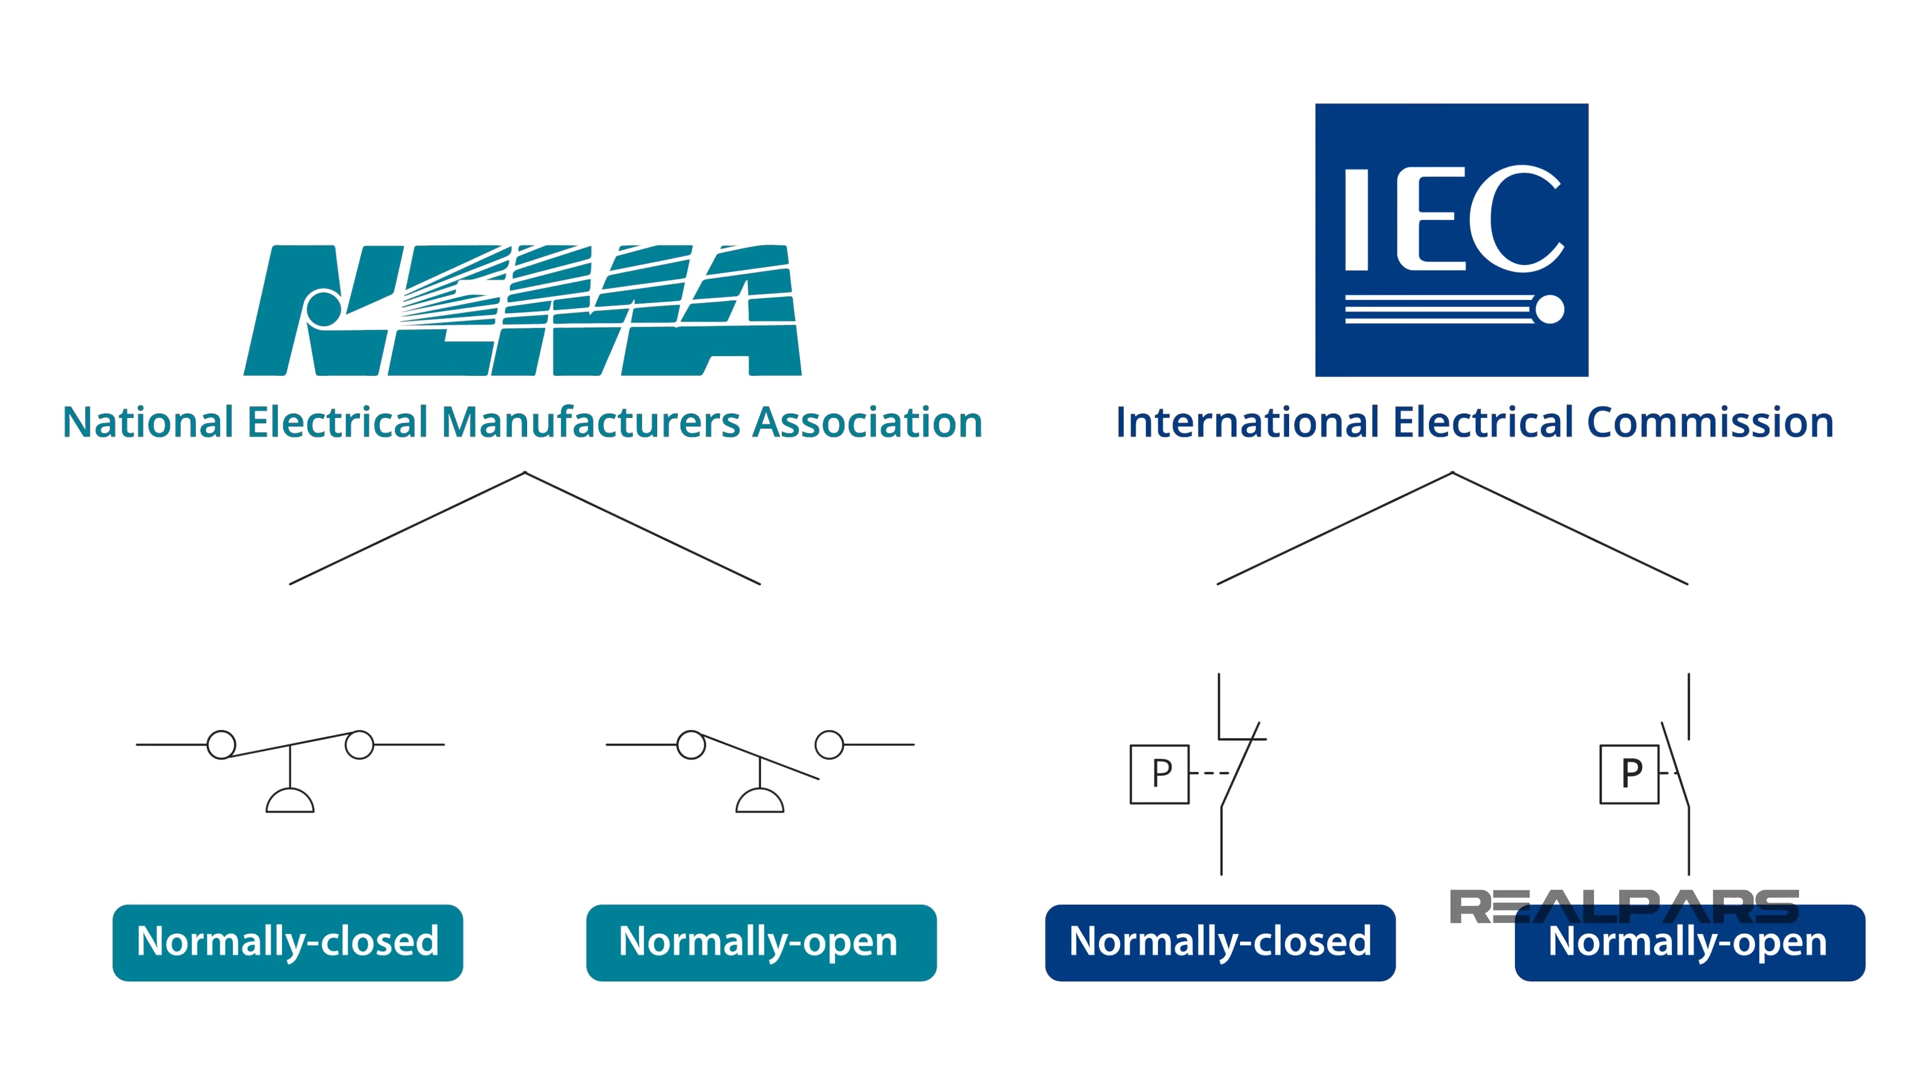 NEMA
IEC
National Electrical Manufacturers Association
International Electrical Commission
P
P
REALPARS
Normally-closed
Normally-open
Normally-closed
Normally-open